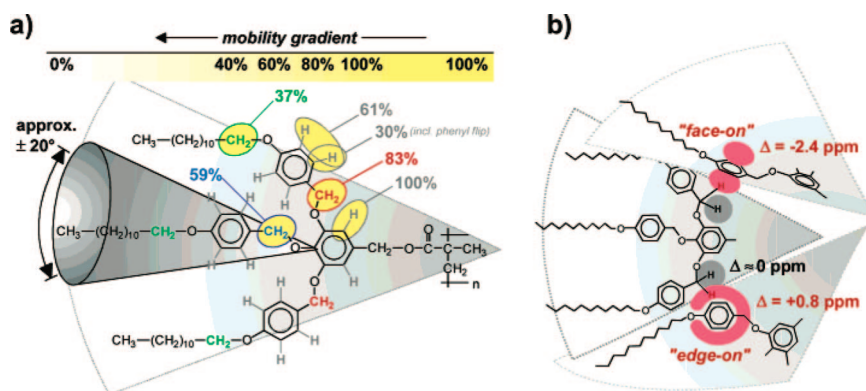 a)
mobility gradient
0% 40% 60% 80% 100% 100%
37%
61%
CH₃—(CH₂)₁₀—CH₂—O
H
30% (incl. phenyl flip)
H
approx.
± 20°
83%
59%
CH₂
100%
H H
O
H
CH₃—(CH₂)₁₀—CH₂—O
CH₂—O
CH₂—O—C
O
CH₃
H H
O
H
CH₂
n
H
CH₂
H
CH₃—(CH₂)₁₀—CH₂—O
H
H
b)
"face-on"
Δ = -2.4 ppm
O
O
H
H
O
O
O
Δ ≈ 0 ppm
H
O
H
O
Δ = +0.8 ppm
O
O
"edge-on"